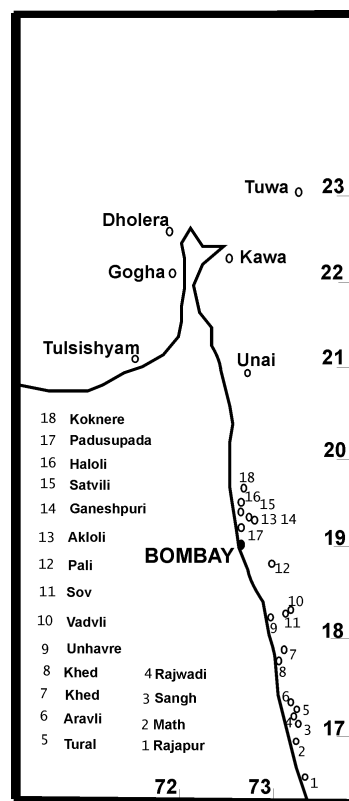 Tuwa 23
Dholera
Kawa
Gogha 22
Tulsishyam
Unai 21
18 Koknere
17 Padusupada
20
16 Haloli
15 Satvili
14 Ganeshpuri
13 Akloli
18
16 15
13 14
17
BOMBAY 19
12 Pali
12
11 Sov
10 Vadvli
10
11
9
18
9 Unhavre
7
8 Khed
8
4 Rajwadi
7 Khed
3 Sangh
6
6 Aravli
5
2 Math
4 3
17
5 Tural
1 Rajapur
2
1
72 73